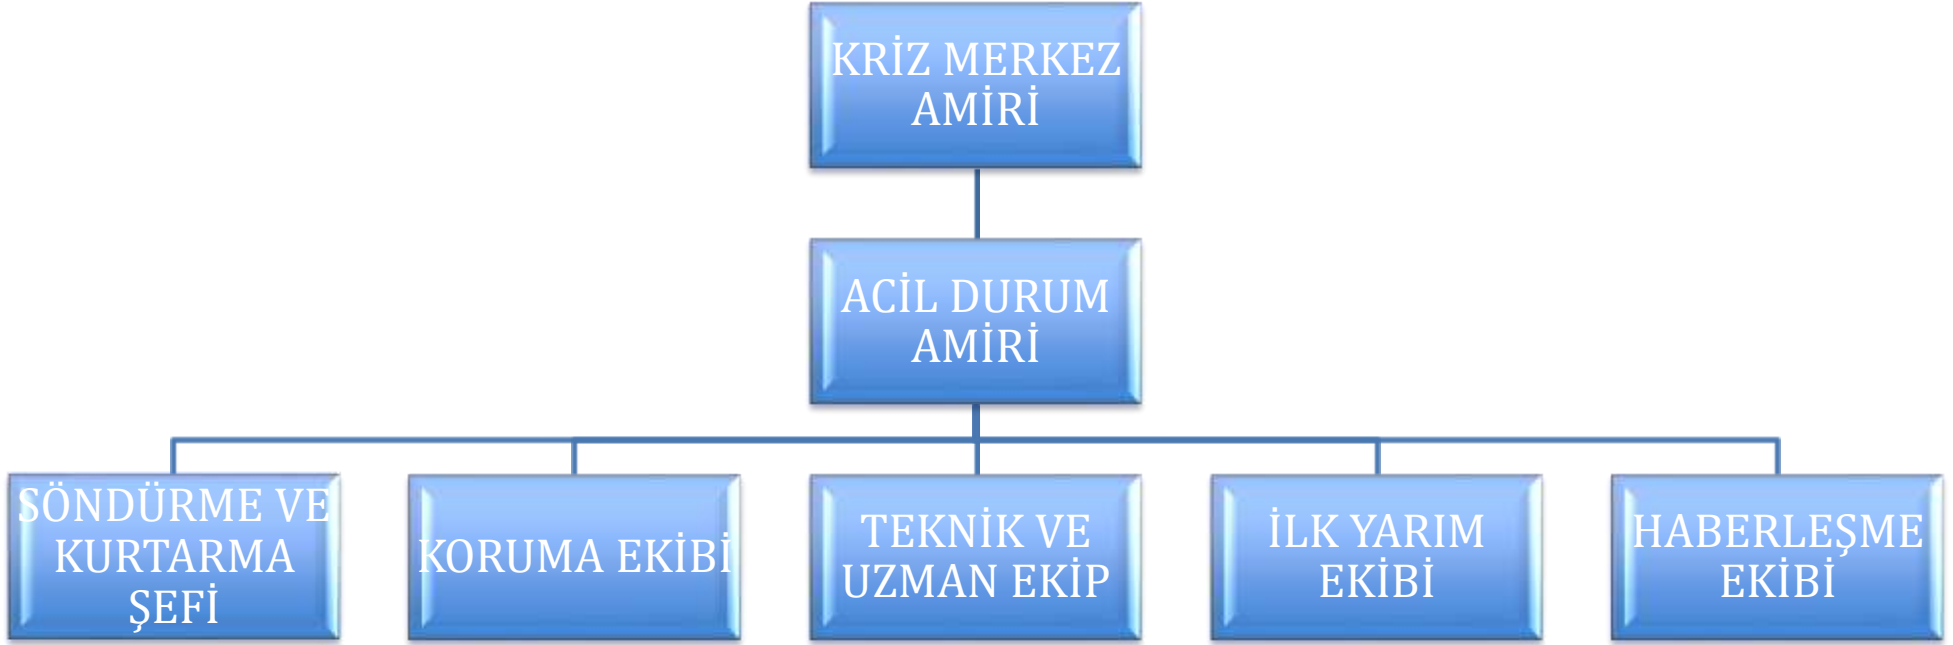 KRİZ MERKEZ
AMİRİ
ACİL DURUM
AMİRİ
SÖNDÜRME VE
KURTARMA
ŞEFİ
KORUMA EKİBİ
TEKNİK VE
UZMAN EKİP
İLK YARIM
EKİBİ
HABERLEŞME
EKİBİ